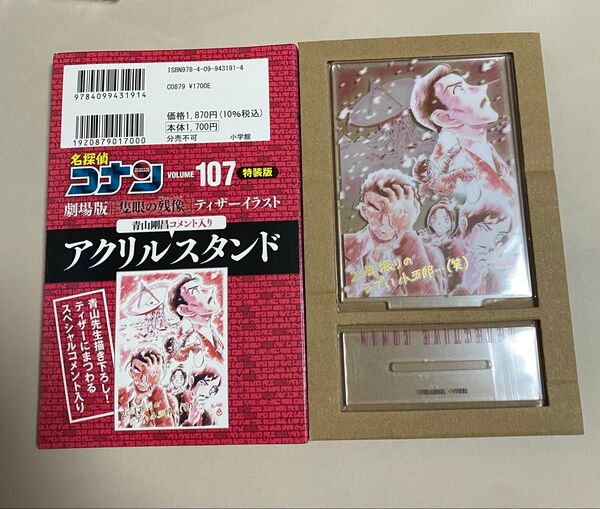 ISBN978-4-09-943191-4
C0879 ¥1700E
9784099431914
価格1,870円(10%税込)
本体1,700円
1920879017000
分売不可
小学館
名探偵
コナン VOLUME 107 特装版
劇場版 隻眼の残像 ティザーイラスト
青山剛昌コメント入り
アクリルスタンド
青山先生描き下ろし!
ティザーにまつわる
スペシャルコメント入り
小五郎…(笑)